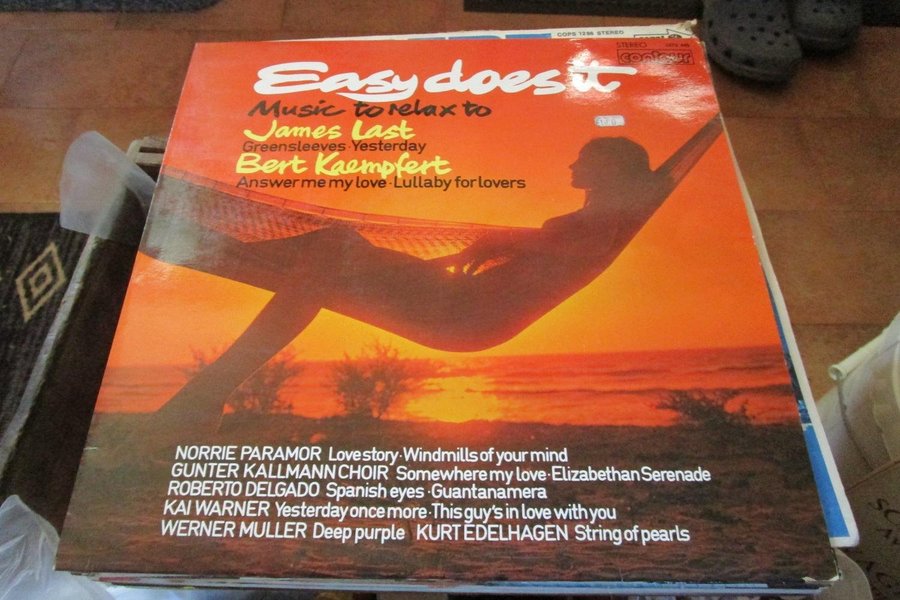 COPS 1256 STEREO
STEREO
contour
Easy does it
Music to relax to
James Last
Greensleeves · Yesterday
Bert Kaempfert
Answer me my love · Lullaby for lovers
NORRIE PARAMOR Love story · Windmills of your mind
GUNTER KALLMANN CHOIR Somewhere my love · Elizabethan Serenade
ROBERTO DELGADO Spanish eyes · Guantanamera
KAI WARNER Yesterday once more · This guy's in love with you
WERNER MULLER Deep purple KURT EDELHAGEN String of pearls